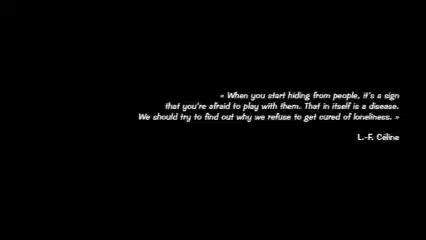 « When you start hiding from people, it's a sign
that you're afraid to play with them. That in itself is a disease.
We should try to find out why we refuse to get cured of loneliness. »
L.-F. Céline